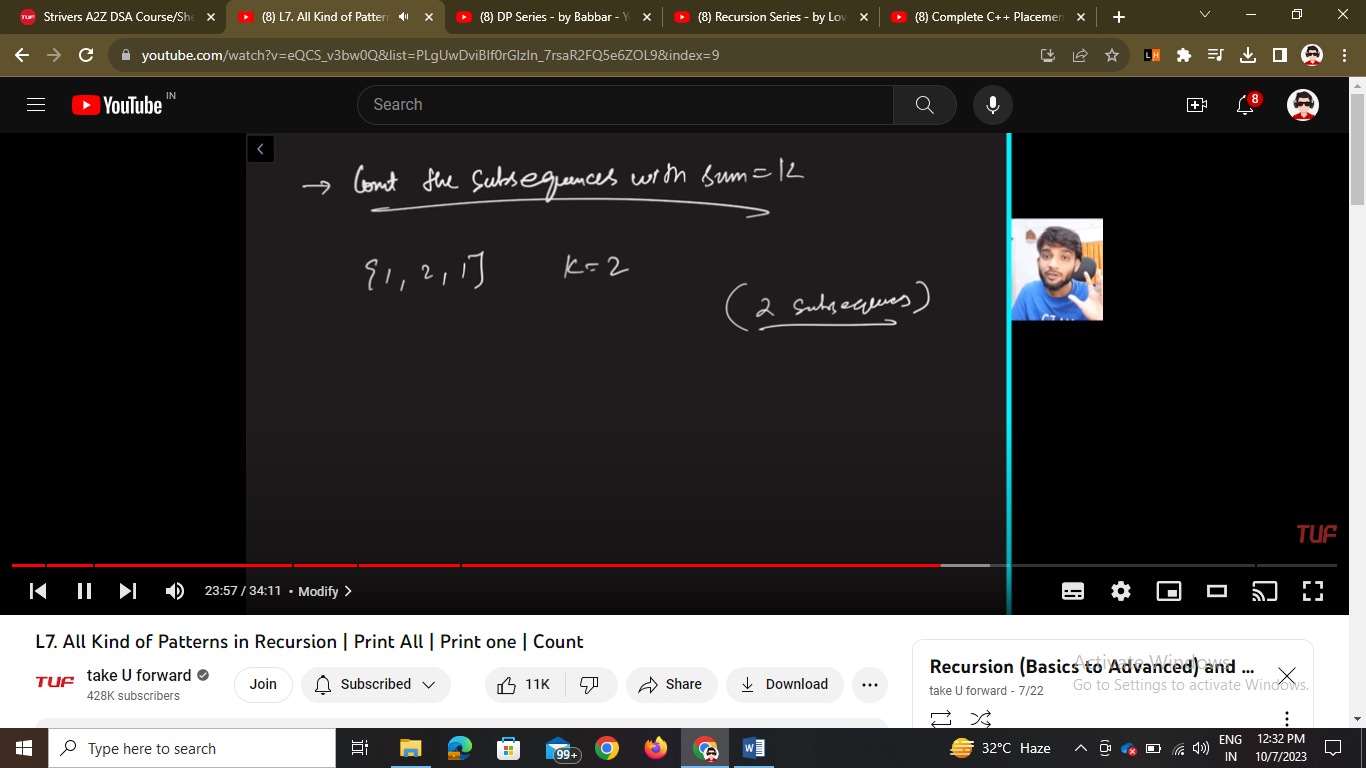 Strivers A2Z DSA Course/She
(8) L7. All Kind of Pattern
(8) DP Series - by Babbar - Y
(8) Recursion Series - by Lov
(8) Complete C++ Placemen
youtube.com/watch?v=eQCS_v3bw0Q&list=PLgUwDviBIf0rGlzIn_7rsaR2FQ5e6ZOL9&index=9
LH
YouTube IN
Search
8
→ Count the subsequences with sum = K
{1, 2, 1] K = 2
(2 subsequences)
TUF
23:57 / 34:11 • Modify
L7. All Kind of Patterns in Recursion | Print All | Print one | Count
TUF
take U forward
428K subscribers
Join
Subscribed
11K
Share
Download
Recursion (Basics to Advanced) and ...
take U forward - 7/22
Activate Windows
Go to Settings to activate Windows.
Type here to search
99+
32°C Haze
ENG
IN
12:32 PM
10/7/2023